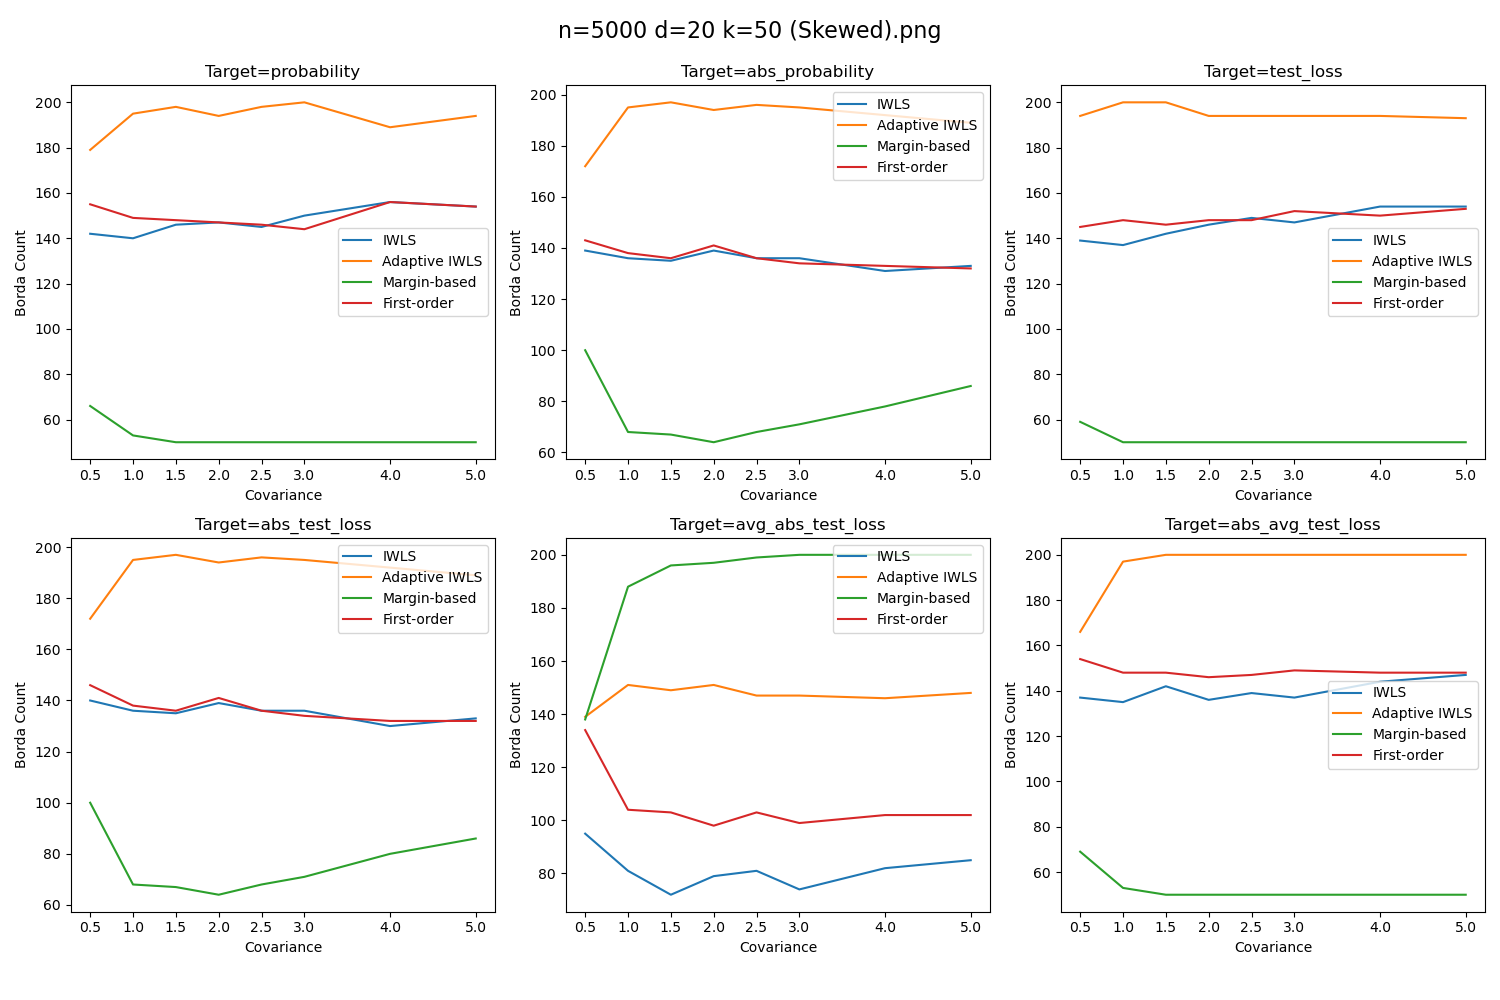 n=5000 d=20 k=50 (Skewed).png
Target=probability
200
180
160
140
120
100
80
60
Borda Count
IWLS
Adaptive IWLS
Margin-based
First-order
0.5 1.0 1.5 2.0 2.5 3.0 4.0 5.0
Covariance
Target=abs_probability
200
180
160
140
120
100
80
60
Borda Count
IWLS
Adaptive IWLS
Margin-based
First-order
0.5 1.0 1.5 2.0 2.5 3.0 4.0 5.0
Covariance
Target=test_loss
200
180
160
140
120
100
80
60
Borda Count
IWLS
Adaptive IWLS
Margin-based
First-order
0.5 1.0 1.5 2.0 2.5 3.0 4.0 5.0
Covariance
Target=abs_test_loss
200
180
160
140
120
100
80
60
Borda Count
IWLS
Adaptive IWLS
Margin-based
First-order
0.5 1.0 1.5 2.0 2.5 3.0 4.0 5.0
Covariance
Target=avg_abs_test_loss
200
180
160
140
120
100
80
Borda Count
IWLS
Adaptive IWLS
Margin-based
First-order
0.5 1.0 1.5 2.0 2.5 3.0 4.0 5.0
Covariance
Target=abs_avg_test_loss
200
180
160
140
120
100
80
60
Borda Count
IWLS
Adaptive IWLS
Margin-based
First-order
0.5 1.0 1.5 2.0 2.5 3.0 4.0 5.0
Covariance